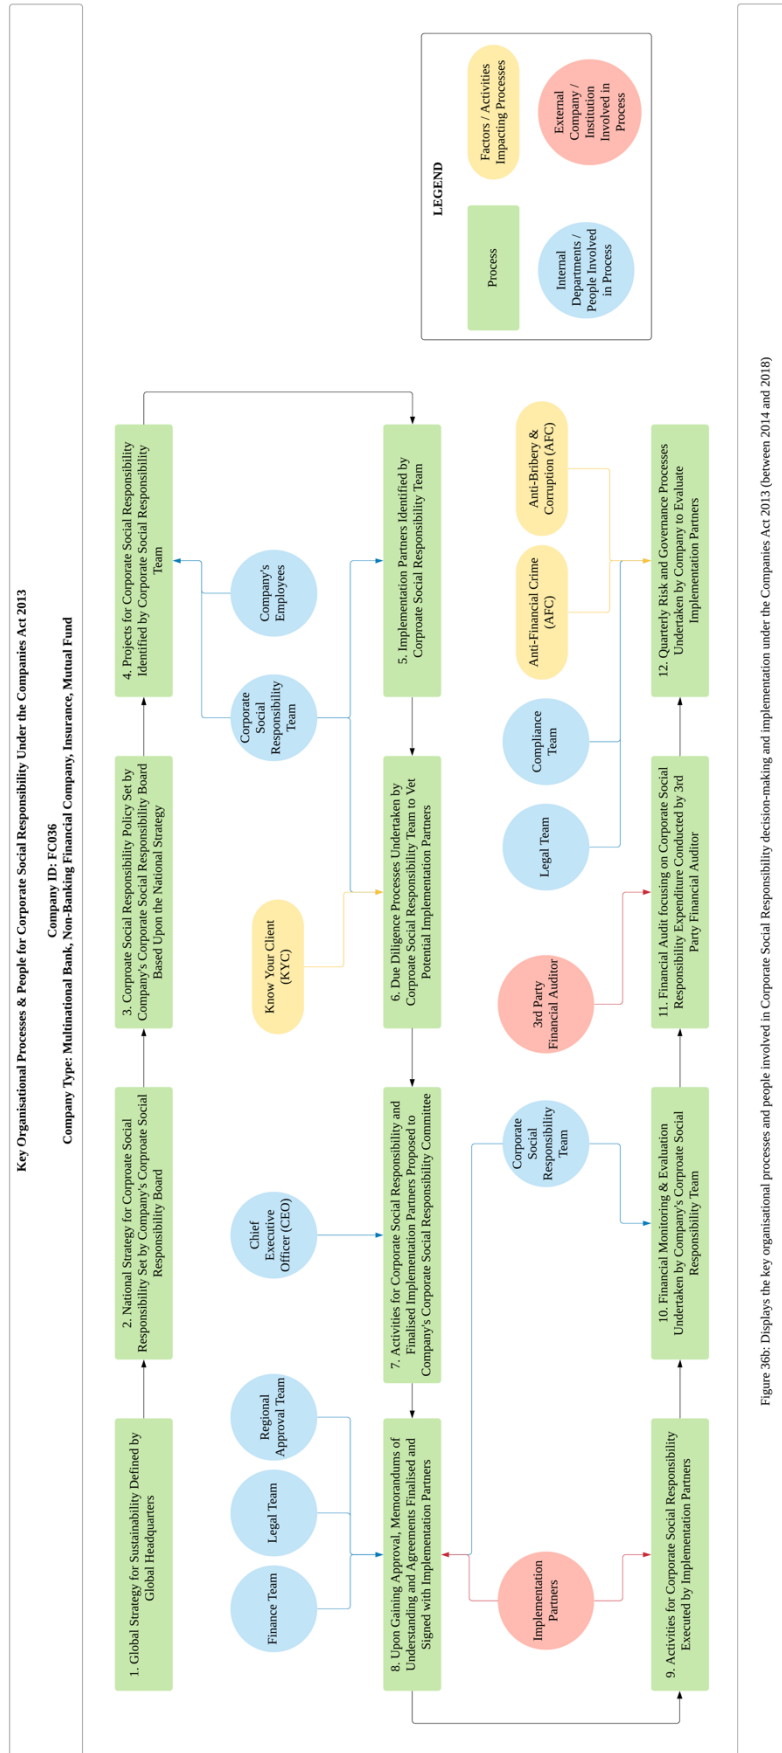 Key Organisational Processes & People for Corporate Social Responsibility Under the Companies Act 2013
Company ID: FC036
Company Type: Multinational Bank, Non-Banking Financial Company, Insurance, Mutual Fund
1. Global Strategy for Sustainability Defined by
Global Headquarters
2. National Strategy for Corproate Social
Responsibility Set by Company's Corproate Social
Responsibility Board
3. Corproate Social Responsibility Policy Set by
Company's Corporate Social Responsibility Board
Based Upon the National Strategy
4. Projects for Corporate Social Responsibility
Identified by Corporate Social Responsibility
Team
Finance Team
Legal Team
Regional
Approval Team
Chief
Executive
Officer (CEO)
Know Your Client
(KYC)
Corporate
Social
Responsibility
Team
Company's
Employees
8. Upon Gaining Approval, Memorandums of
Understanding and Agreements Finalised and
Signed with Implementation Partners
7. Activities for Corporate Social Responsibility and
Finalised Implementation Partners Proposed to
Company's Corporate Social Responsibility Committee
6. Due Diligence Processes Undertaken by
Corproate Social Responsibility Team to Vet
Potential Implementation Partners
5. Implementation Partners Identified by
Corproate Social Responsibility Team
Implementation
Partners
Corporate
Social
Responsibility
Team
3rd Party
Financial Auditor
Legal Team
Compliance
Team
Anti-Financial Crime
(AFC)
Anti-Bribery &
Corruption (AFC)
9. Activities for Corporate Social Responsibility
Executed by Implementation Partners
10. Financial Monitoring & Evaluation
Undertaken by Company's Corproate Social
Responsibility Team
11. Financial Audit focusing on Corporate Social
Responsibility Expenditure Conducted by 3rd
Party Financial Auditor
12. Quarterly Risk and Governance Processes
Undertaken by Company to Evaluate
Implementation Partners
LEGEND
Process
Factors / Activities
Impacting Processes
Internal
Departments /
People Involved
in Process
External
Company /
Institution
Involved in
Process
Figure 36b: Displays the key organisational processes and people involved in Corporate Social Responsibility decision-making and implementation under the Companies Act 2013 (between 2014 and 2018)